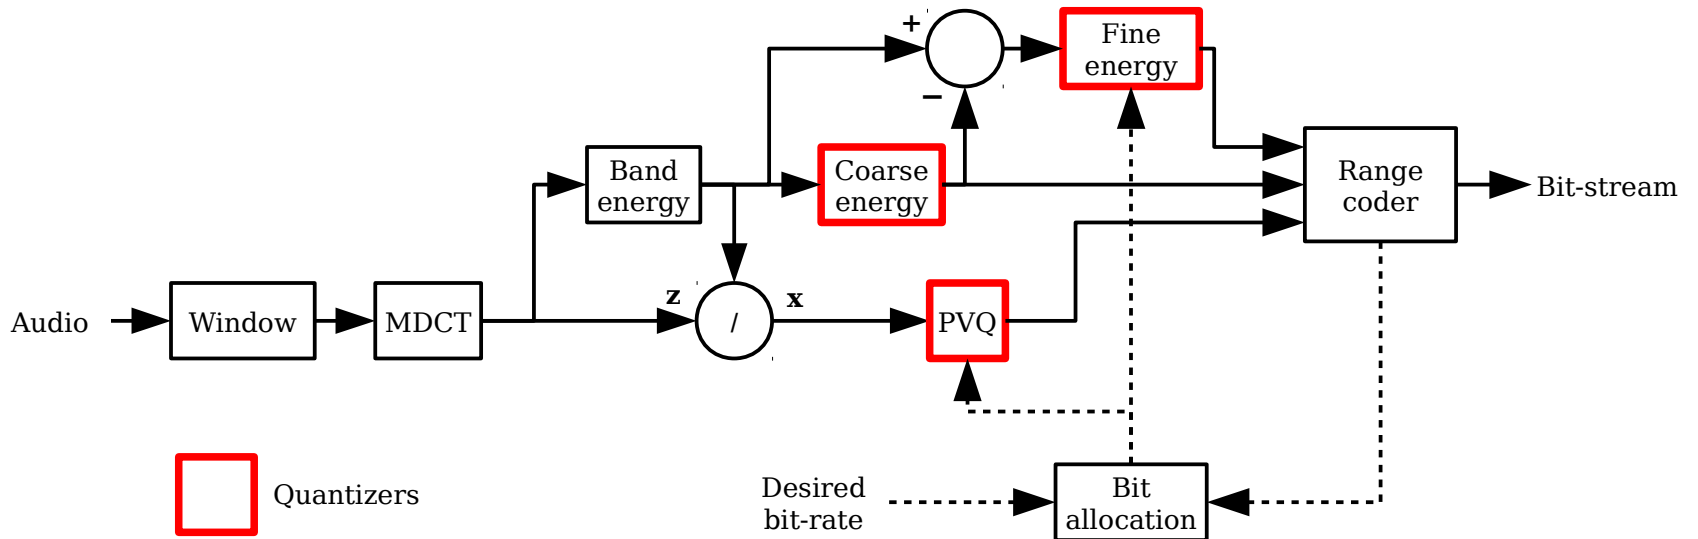 +
Fine
energy
−
Band
energy
Coarse
energy
Range
coder
Bit-stream
Audio
Window
MDCT
z
/
x
PVQ
Quantizers
Desired
bit-rate
Bit
allocation